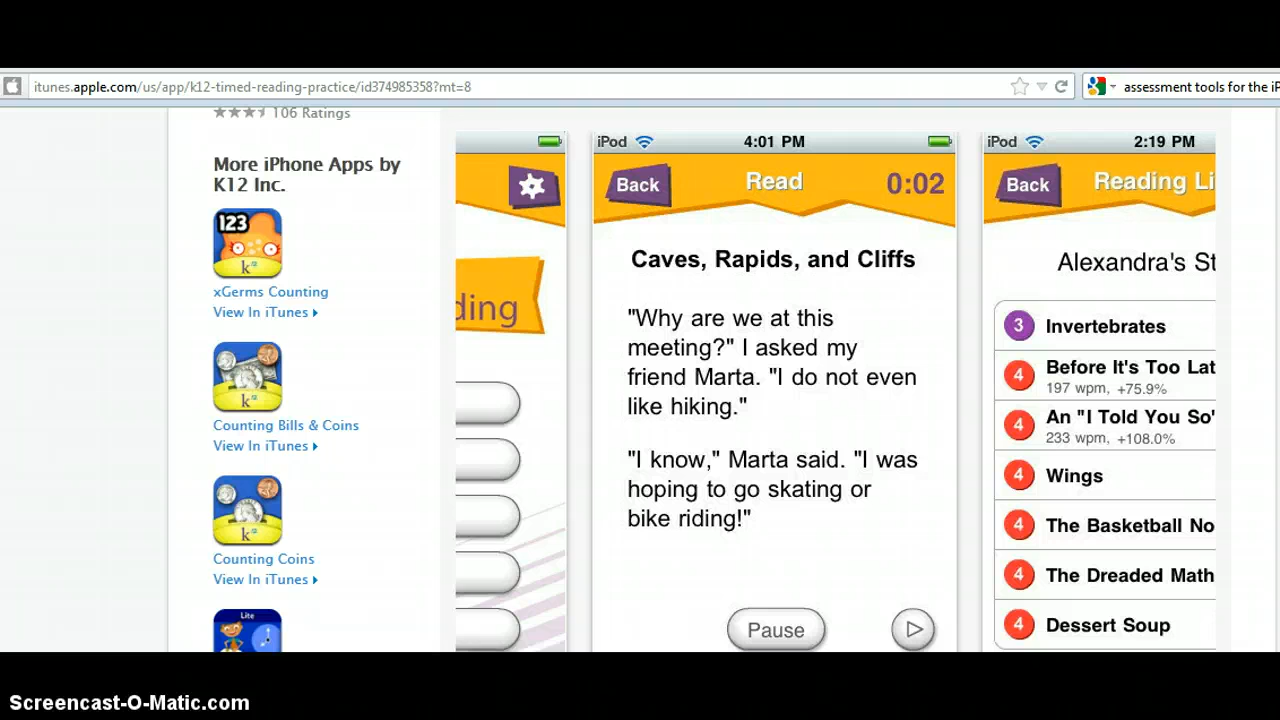 itunes.apple.com/us/app/k12-timed-reading-practice/id374985358?mt=8
assessment tools for the iP
106 Ratings
More iPhone Apps by
K12 Inc.
123
k12
xGerms Counting
View In iTunes
k12
Counting Bills & Coins
View In iTunes
k12
Counting Coins
View In iTunes
Lite
ding
iPod
4:01 PM
Back
Read
0:02
Caves, Rapids, and Cliffs
"Why are we at this
meeting?" I asked my
friend Marta. "I do not even
like hiking."
"I know," Marta said. "I was
hoping to go skating or
bike riding!"
Pause
iPod
2:19 PM
Back
Reading Li
Alexandra's St
3 Invertebrates
4 Before It's Too Lat
197 wpm, +75.9%
4 An "I Told You So"
233 wpm, +108.0%
4 Wings
4 The Basketball No
4 The Dreaded Math
4 Dessert Soup
Screencast-O-Matic.com